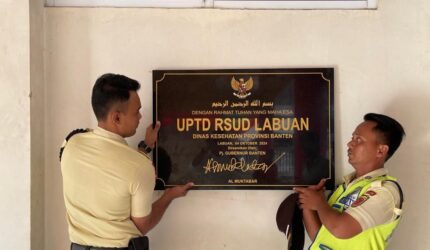 بسم الله الرحمن الرحيم
DENGAN RAHMAT TUHAN YANG MAHA ESA
UPTD RSUD LABUAN
DINAS KESEHATAN PROVINSI BANTEN
LABUAN, 04 OKTOBER 2024
Diresmikan Oleh:
Pj. GUBERNUR BANTEN
AL MUKTABAR